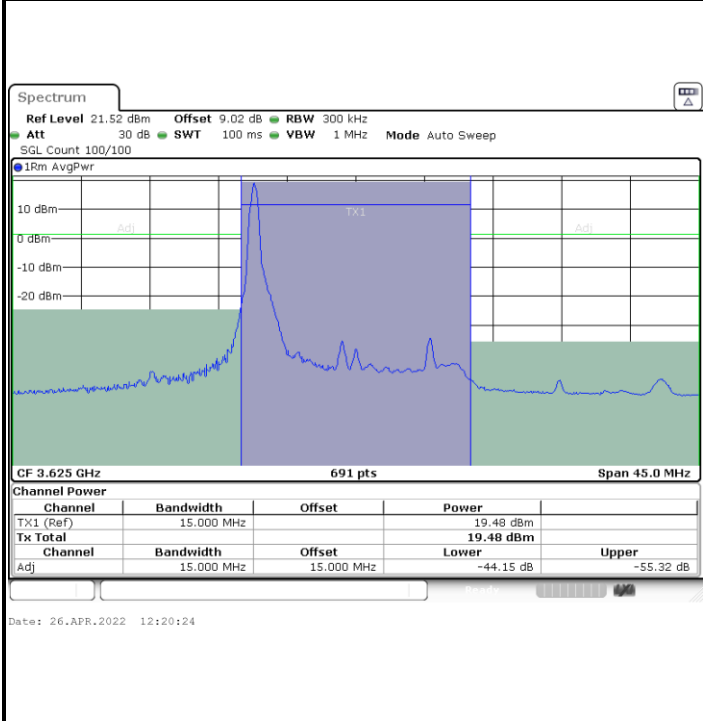 Spectrum
Ref Level 21.52 dBm Offset 9.02 dB RBW 300 kHz
Att 30 dB SWT 100 ms VBW 1 MHz Mode Auto Sweep
SGL Count 100/100
1Rm AvgPwr
10 dBm
TX1
Adj
Adj
0 dBm
-10 dBm
-20 dBm
CF 3.625 GHz 691 pts Span 45.0 MHz
Channel Power
Channel Bandwidth Offset Power
TX1 (Ref) 15.000 MHz 19.48 dBm
Tx Total 19.48 dBm
Channel Bandwidth Offset Lower Upper
Adj 15.000 MHz 15.000 MHz -44.15 dB -55.32 dB
Ready
Date: 26.APR.2022 12:20:24